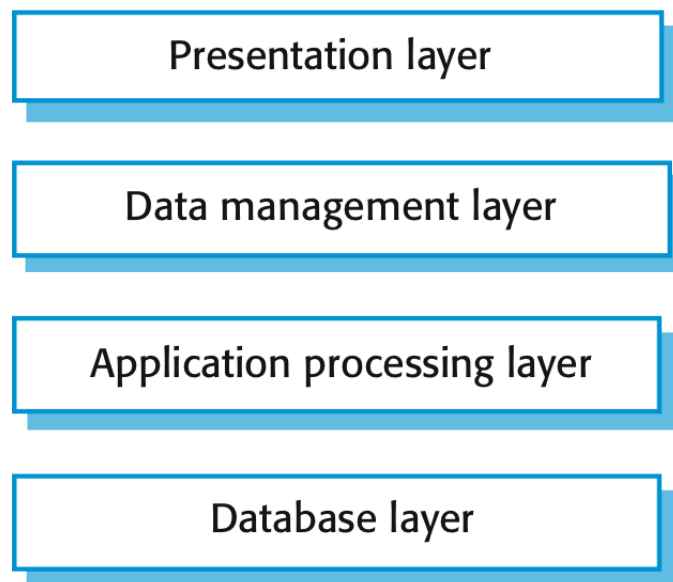 Presentation layer
Data management layer
Application processing layer
Database layer